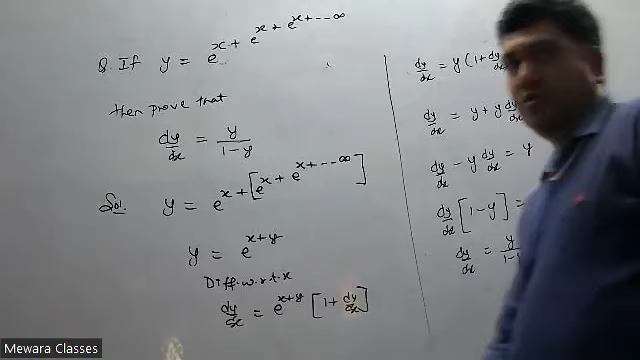 Q. If y = e^{x + e^{x + e^{x + ---∞}}}
then prove that
dy/dx = y/(1-y)
Sol. y = e^{x + [e^{x + e^{x + ---∞}}]}
y = e^{x+y}
Diff. w.r.t. x
dy/dx = e^{x+y} [1 + dy/dx]
dy/dx = y (1 + dy/dx
dy/dx = y + y dy/dx
dy/dx - y dy/dx = y
dy/dx [1-y] =
dy/dx = y/(1-
Mewara Classes